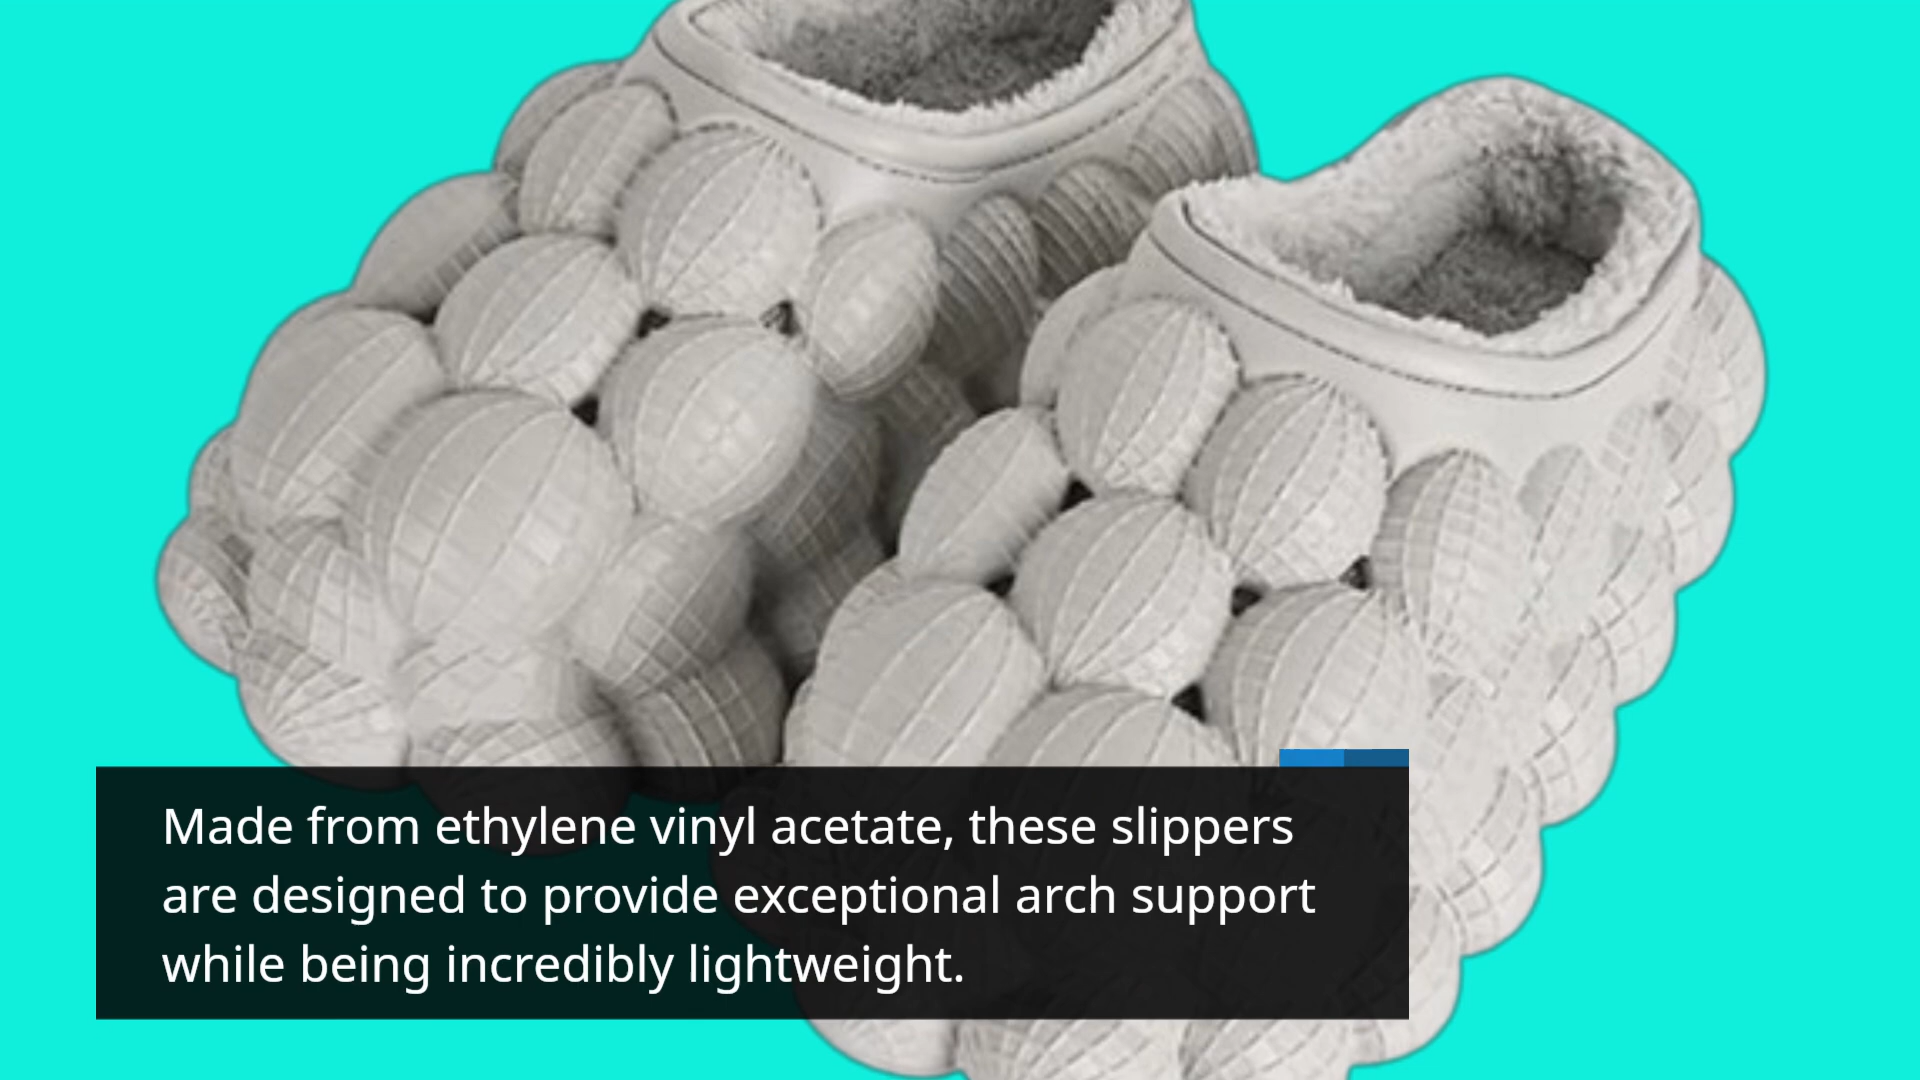 Made from ethylene vinyl acetate, these slippers
are designed to provide exceptional arch support
while being incredibly lightweight.